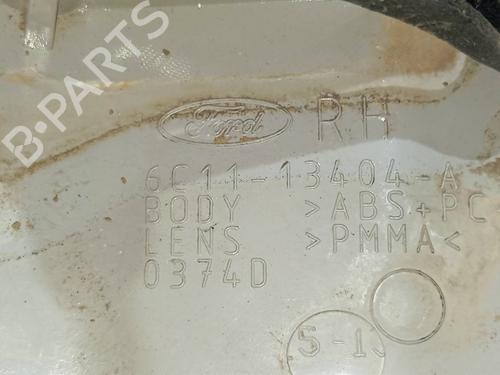 B-PARTS
Ford RH
6C11-13404-A
BODY >ABS+PC
LENS >PMMA<
0374D